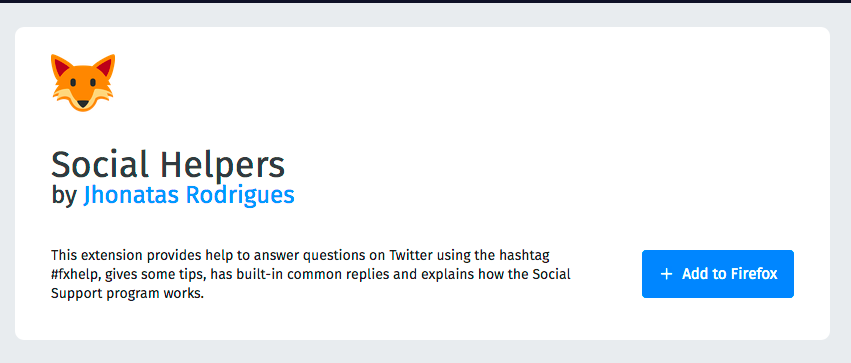 Social Helpers
by Jhonatas Rodrigues
This extension provides help to answer questions on Twitter using the hashtag
#fxhelp, gives some tips, has built-in common replies and explains how the Social
Support program works.
+ Add to Firefox